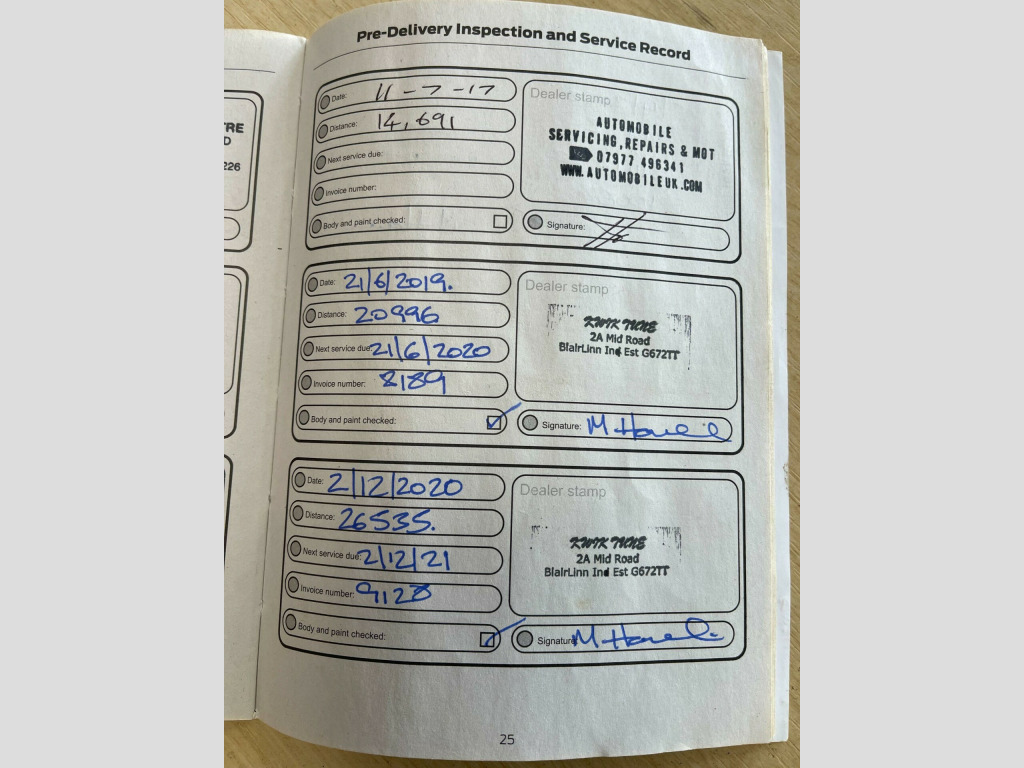 Pre-Delivery Inspection and Service Record
RE
D
226
Date: 11-7-17
Distance: 14,691
Next service due:
Invoice number:
Body and paint checked:
Dealer stamp
AUTOMOBILE
SERVICING, REPAIRS & MOT
07977 496341
WWW.AUTOMOBILEUK.COM
Signature:
Date: 21/6/2019.
Distance: 20996
Next service due: 21/6/2020
Invoice number: 8189
Body and paint checked:
Dealer stamp
KWIK TUNE
2A Mid Road
BlairLinn Ind Est G672TT
Signature: M
Date: 2/12/2020
Distance: 26535.
Next service due: 2/12/21
Invoice number: 9128
Body and paint checked:
Dealer stamp
KWIK TUNE
2A Mid Road
BlairLinn Ind Est G672TT
Signature M
25